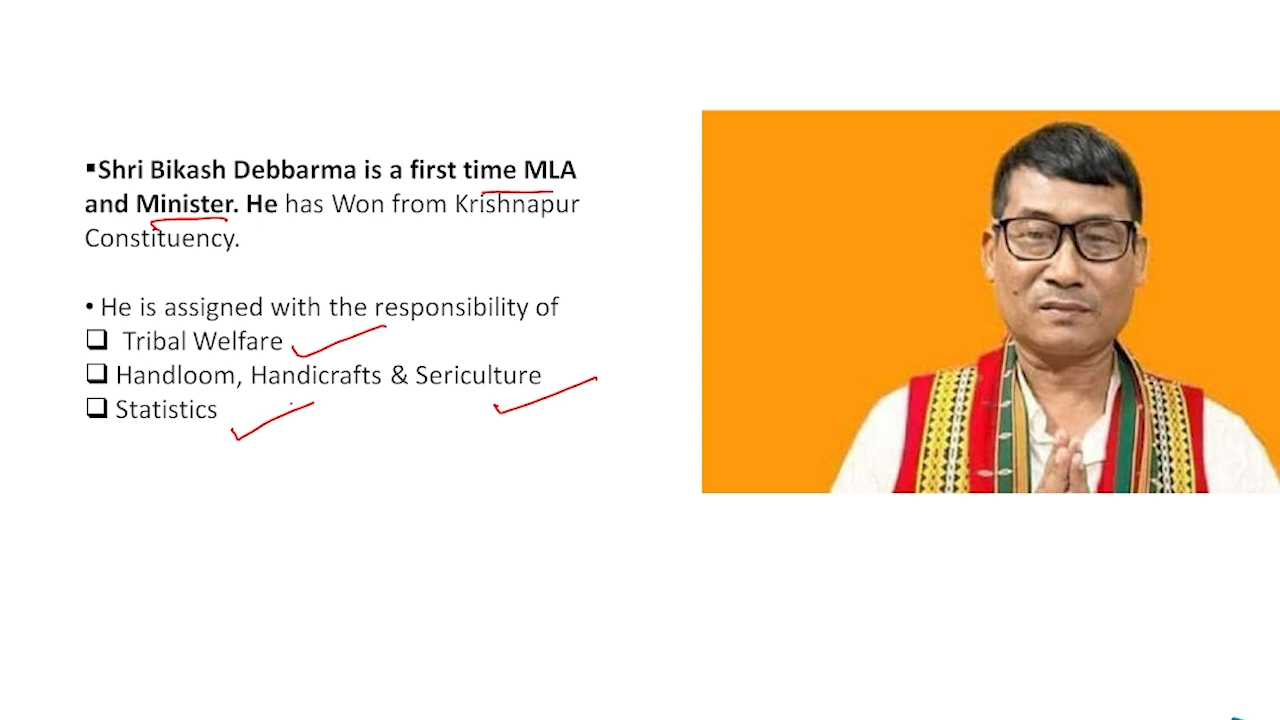 ▪Shri Bikash Debbarma is a first time MLA
and Minister. He has Won from Krishnapur
Constituency.
• He is assigned with the responsibility of
❑ Tribal Welfare
❑ Handloom, Handicrafts & Sericulture
❑ Statistics